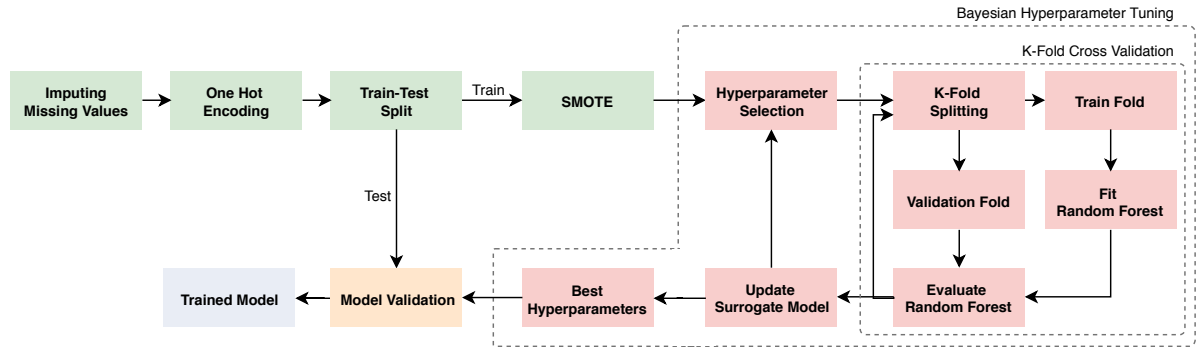 Bayesian Hyperparameter Tuning
K-Fold Cross Validation
Imputing
Missing Values
One Hot
Encoding
Train-Test
Split
Train
SMOTE
Hyperparameter
Selection
K-Fold
Splitting
Train Fold
Test
Validation Fold
Fit
Random Forest
Trained Model
Model Validation
Best
Hyperparameters
Update
Surrogate Model
Evaluate
Random Forest